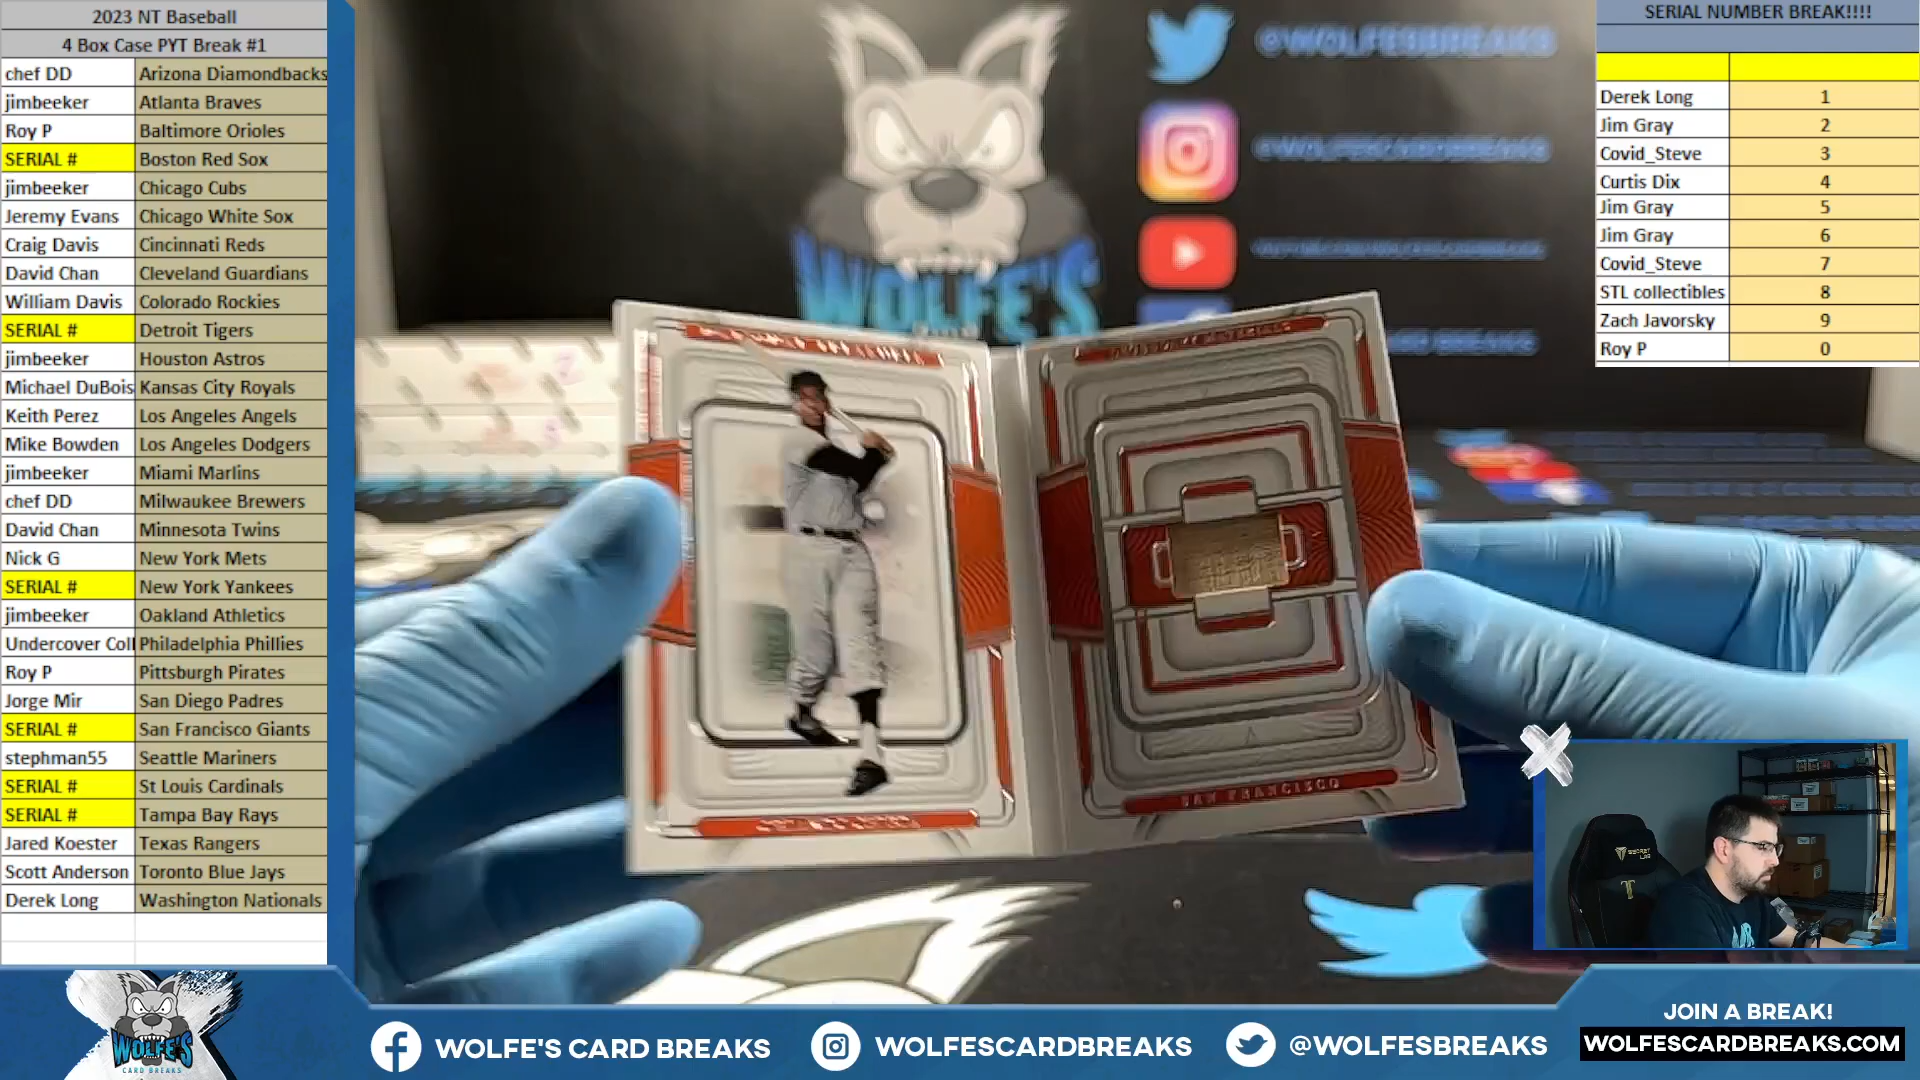 2023 NT Baseball
4 Box Case PYT Break #1
chef DD Arizona Diamondbacks
jimbeeker Atlanta Braves
Roy P Baltimore Orioles
SERIAL # Boston Red Sox
jimbeeker Chicago Cubs
Jeremy Evans Chicago White Sox
Craig Davis Cincinnati Reds
David Chan Cleveland Guardians
William Davis Colorado Rockies
SERIAL # Detroit Tigers
jimbeeker Houston Astros
Michael DuBois Kansas City Royals
Keith Perez Los Angeles Angels
Mike Bowden Los Angeles Dodgers
jimbeeker Miami Marlins
chef DD Milwaukee Brewers
David Chan Minnesota Twins
Nick G New York Mets
SERIAL # New York Yankees
jimbeeker Oakland Athletics
Undercover Coll Philadelphia Phillies
Roy P Pittsburgh Pirates
Jorge Mir San Diego Padres
SERIAL # San Francisco Giants
stephman55 Seattle Mariners
SERIAL # St Louis Cardinals
SERIAL # Tampa Bay Rays
Jared Koester Texas Rangers
Scott Anderson Toronto Blue Jays
Derek Long Washington Nationals
SERIAL NUMBER BREAK!!!!
Derek Long 1
Jim Gray 2
Covid_Steve 3
Curtis Dix 4
Jim Gray 5
Jim Gray 6
Covid_Steve 7
STL collectibles 8
Zach Javorsky 9
Roy P 0
@WOLFESBREAKS
@WOLFESCARDBREAKS
WOLFE'S
SAN FRANCISCO
SECRET LAB
WOLFE'S
CARD BREAKS
WOLFE'S CARD BREAKS
WOLFESCARDBREAKS
@WOLFESBREAKS
JOIN A BREAK!
WOLFESCARDBREAKS.COM